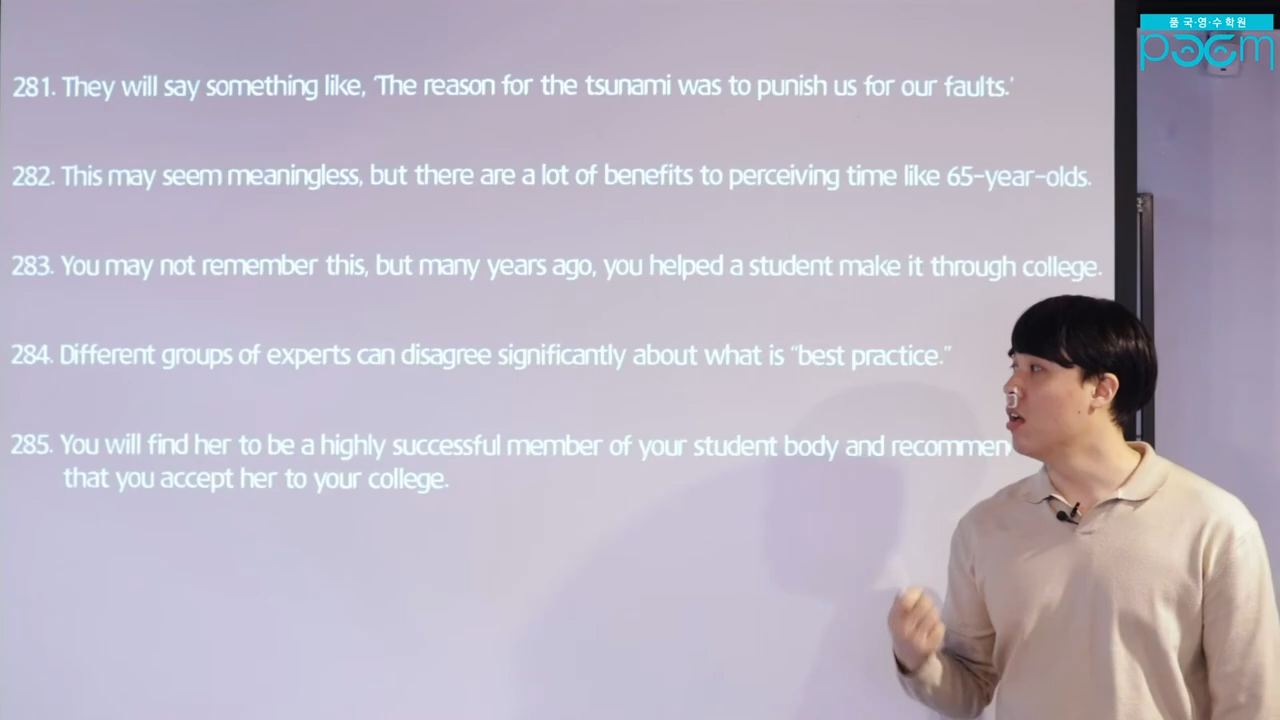 품 국·영·수 학원
poem
281. They will say something like, 'The reason for the tsunami was to punish us for our faults.'
282. This may seem meaningless, but there are a lot of benefits to perceiving time like 65-year-olds.
283. You may not remember this, but many years ago, you helped a student make it through college.
284. Different groups of experts can disagree significantly about what is “best practice.”
285. You will find her to be a highly successful member of your student body and recommen
that you accept her to your college.